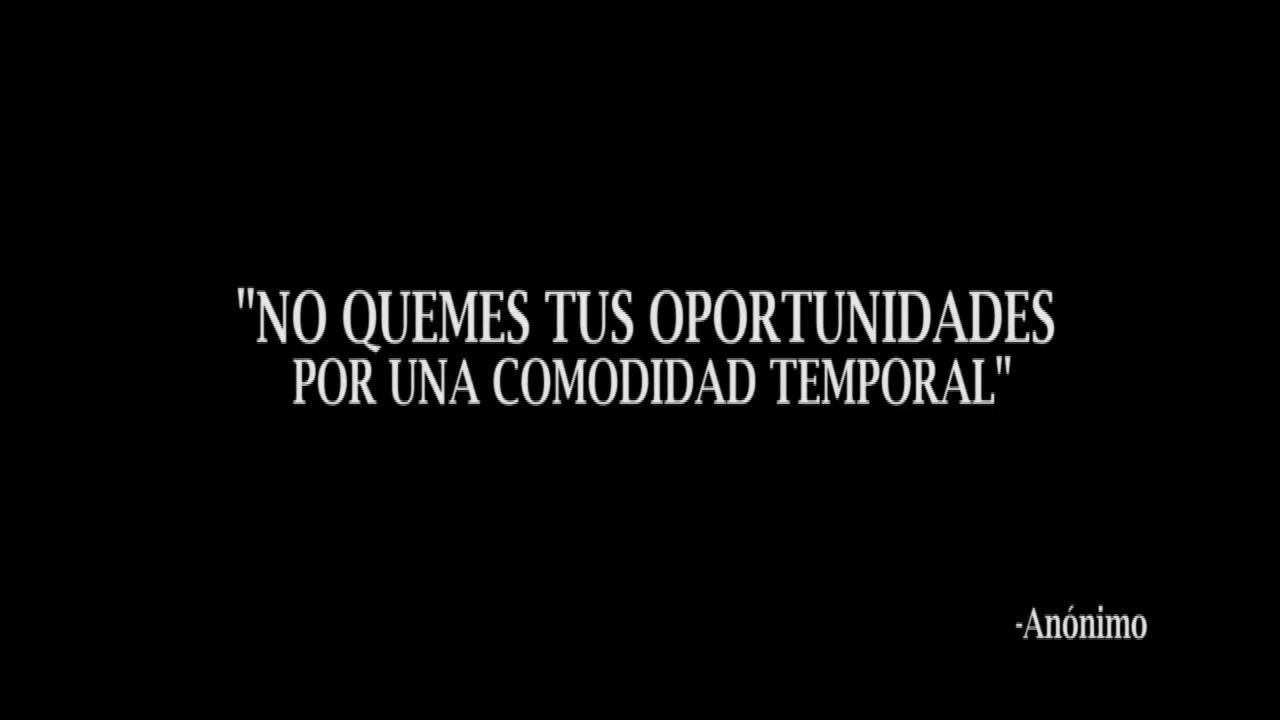 "NO QUEMES TUS OPORTUNIDADES
POR UNA COMODIDAD TEMPORAL"
-Anónimo